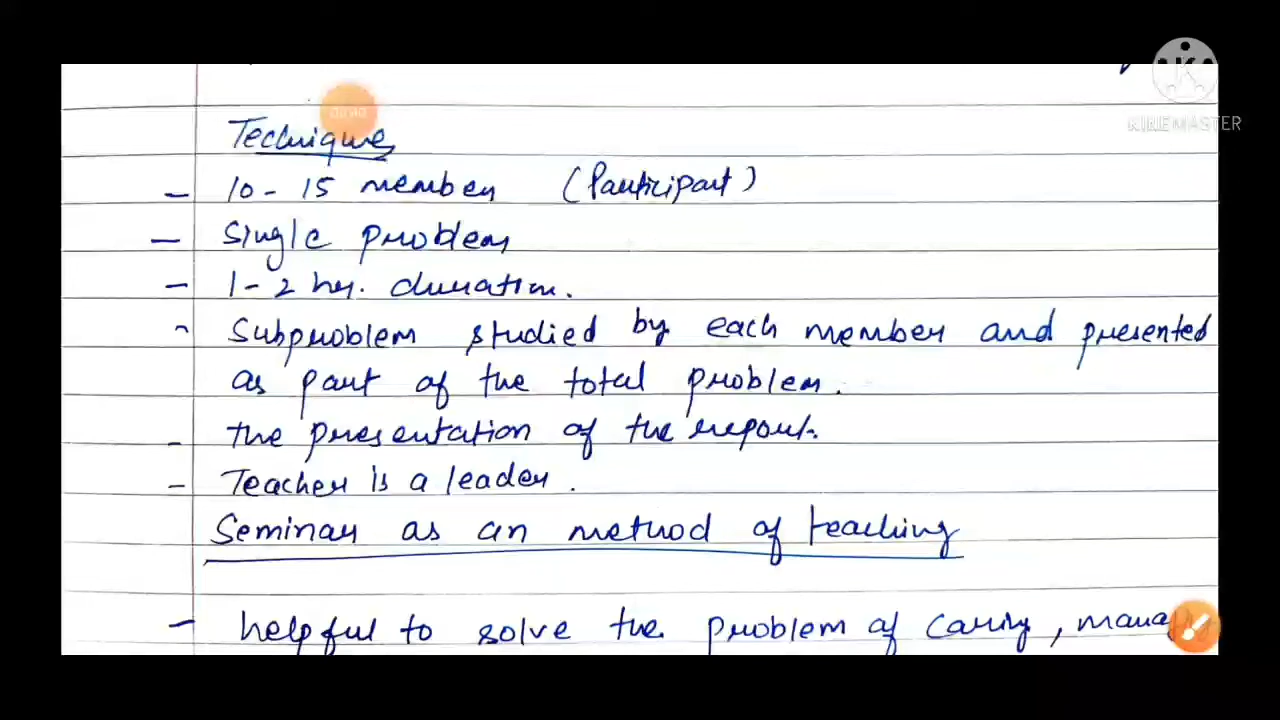 KINEMASTER
Technique
- 10 - 15 member (Participant)
- Single problem
- 1 - 2 hr. duration.
- Subproblem studied by each member and presented
as part of the total problem.
- the presentation of the report.
- Teacher is a leader.
Seminar as an method of teaching
- helpful to solve the problem of caring,